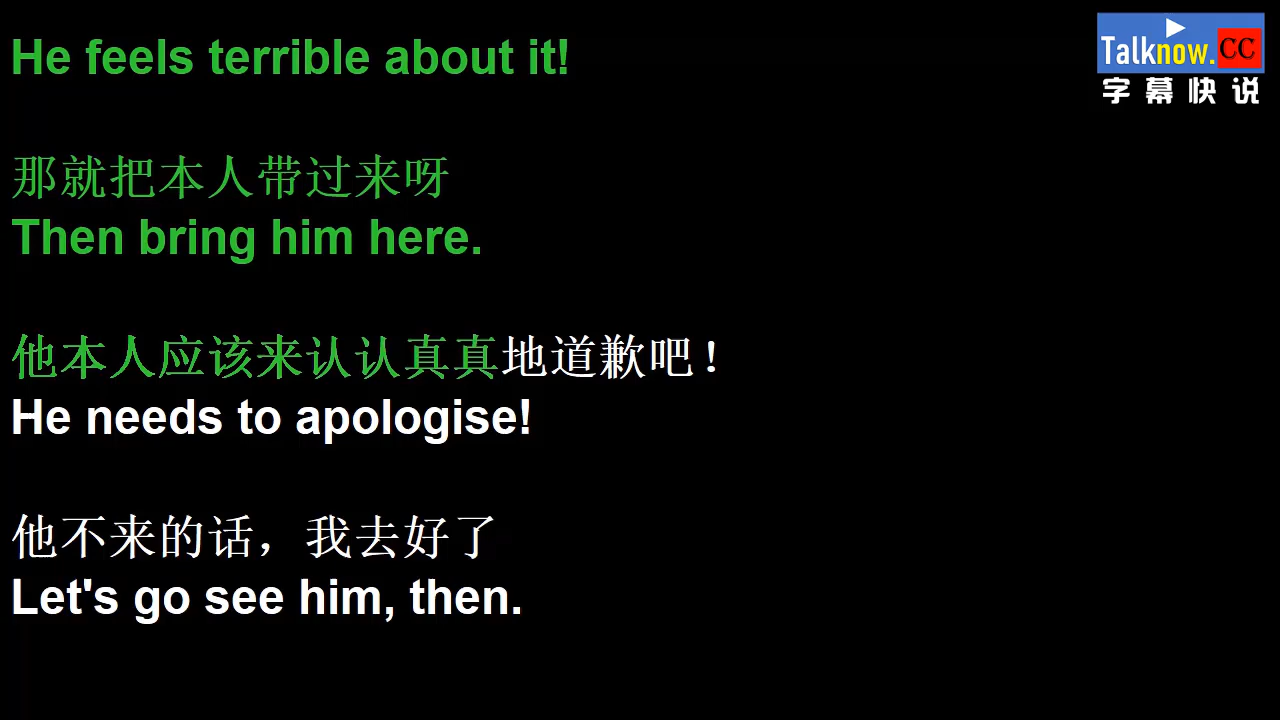 He feels terrible about it!
Talknow.CC
字幕快说
那就把本人带过来呀
Then bring him here.
他本人应该来认认真真地道歉吧！
He needs to apologise!
他不来的话，我去好了
Let's go see him, then.